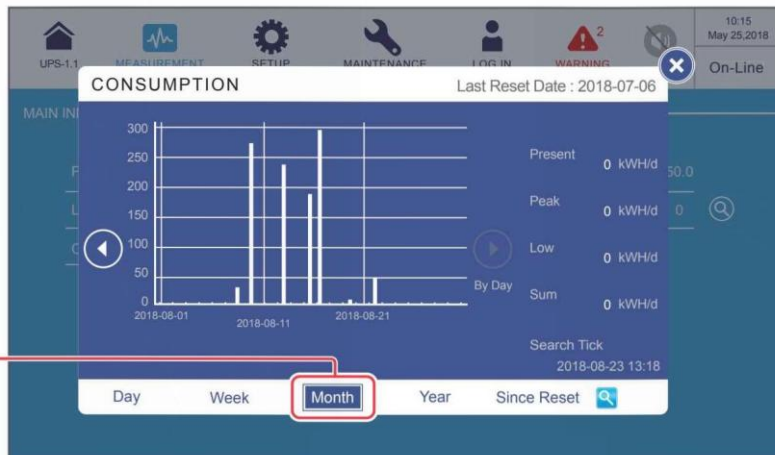 10:15
May 25,2018
2
UPS-1.1 MEASUREMENT SETUP MAINTENANCE LOG IN WARNING
On-Line
CONSUMPTION
Last Reset Date : 2018-07-06
MAIN IN
300
250
200
150
100
50
0
2018-08-01
2018-08-11
2018-08-21
By Day
Present 0 kWH/d
Peak 0 kWH/d
Low 0 kWH/d
Sum 0 kWH/d
Search Tick
2018-08-23 13:18
50.0
0
Day Week Month Year Since Reset